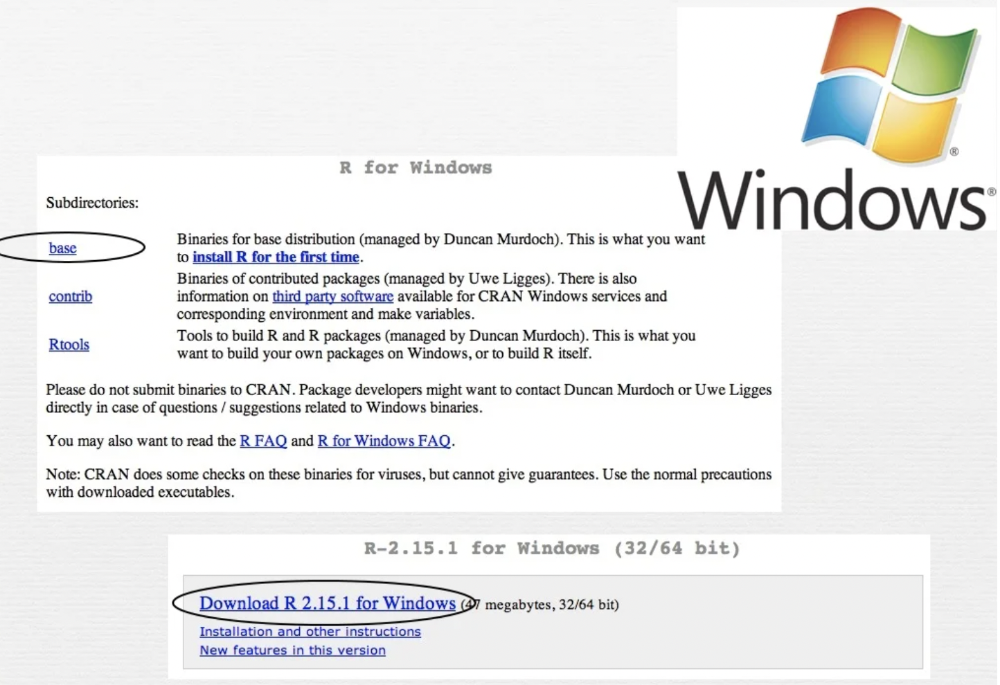 ®
Windows®
R for Windows
Subdirectories:
base
Binaries for base distribution (managed by Duncan Murdoch). This is what you want
to install R for the first time.
contrib
Binaries of contributed packages (managed by Uwe Ligges). There is also
information on third party software available for CRAN Windows services and
corresponding environment and make variables.
Rtools
Tools to build R and R packages (managed by Duncan Murdoch). This is what you
want to build your own packages on Windows, or to build R itself.
Please do not submit binaries to CRAN. Package developers might want to contact Duncan Murdoch or Uwe Ligges
directly in case of questions / suggestions related to Windows binaries.
You may also want to read the R FAQ and R for Windows FAQ.
Note: CRAN does some checks on these binaries for viruses, but cannot give guarantees. Use the normal precautions
with downloaded executables.
R-2.15.1 for Windows (32/64 bit)
Download R 2.15.1 for Windows (47 megabytes, 32/64 bit)
Installation and other instructions
New features in this version